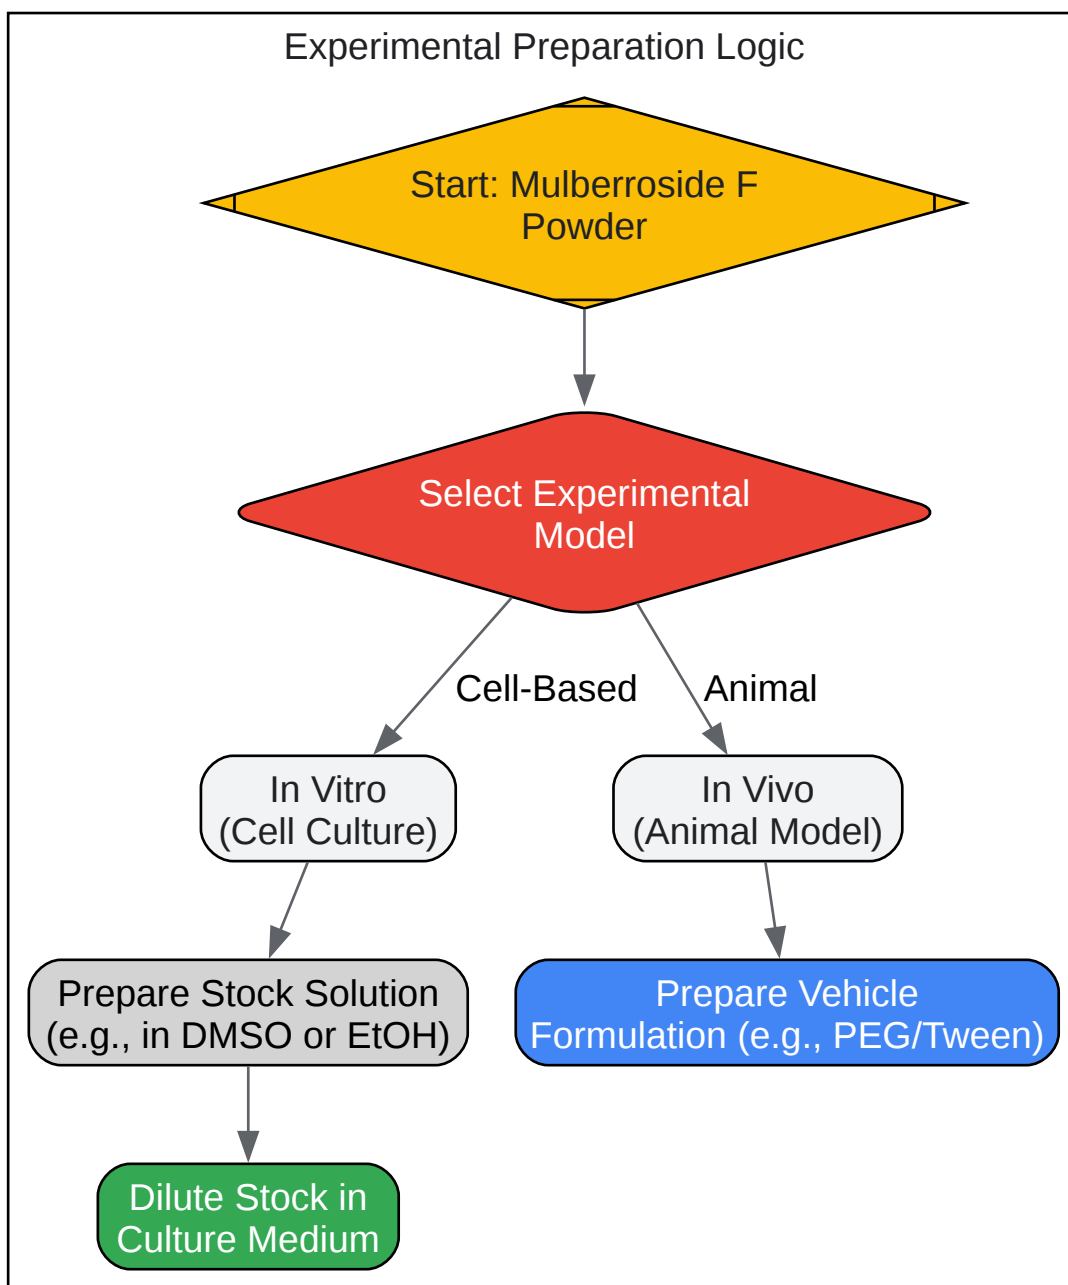 Experimental Preparation Logic
Start: Mulberroside F
Powder
Select Experimental
Model
Cell-Based
Animal
In Vitro
(Cell Culture)
In Vivo
(Animal Model)
Prepare Stock Solution
(e.g., in DMSO or EtOH)
Prepare Vehicle
Formulation (e.g., PEG/Tween)
Dilute Stock in
Culture Medium